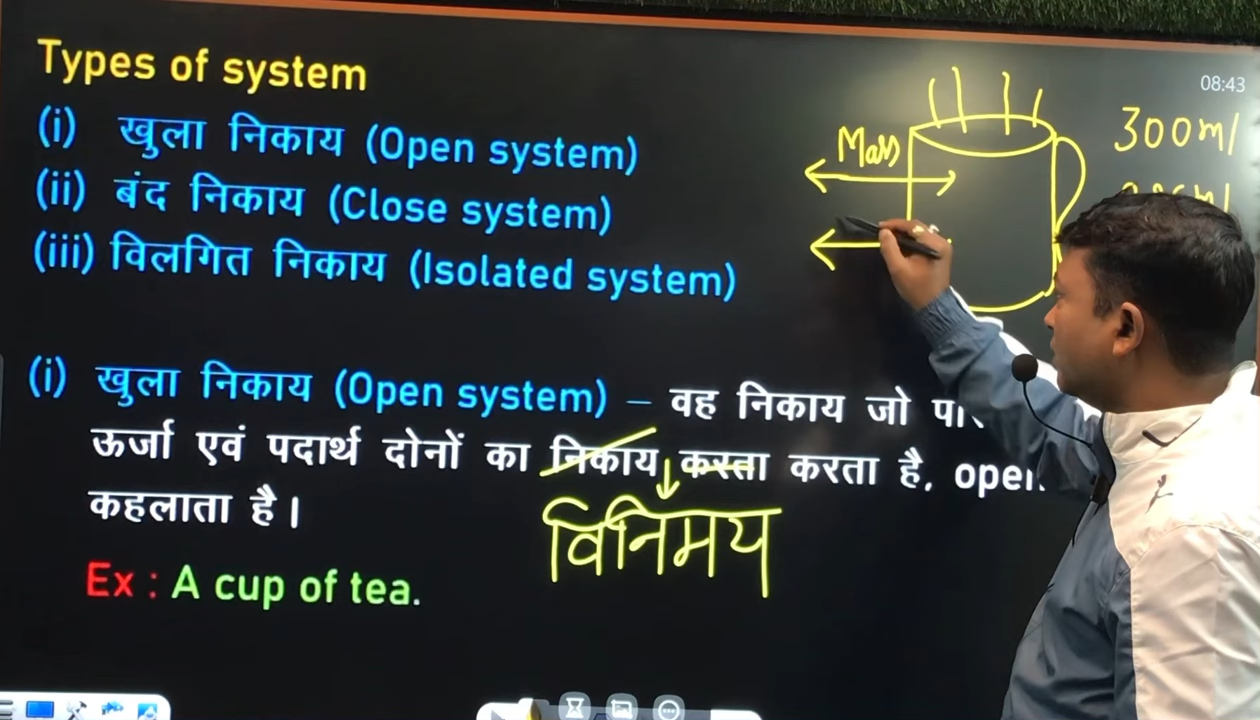 Types of system
08:43
(i) खुला निकाय (Open system)
(ii) बंद निकाय (Close system)
(iii) विलगित निकाय (Isolated system)
Mass
300ml
(i) खुला निकाय (Open system) – वह निकाय जो
ऊर्जा एवं पदार्थ दोनों का निकाय करता करता है, open
कहलाता है।
विनिमय
Ex : A cup of tea.